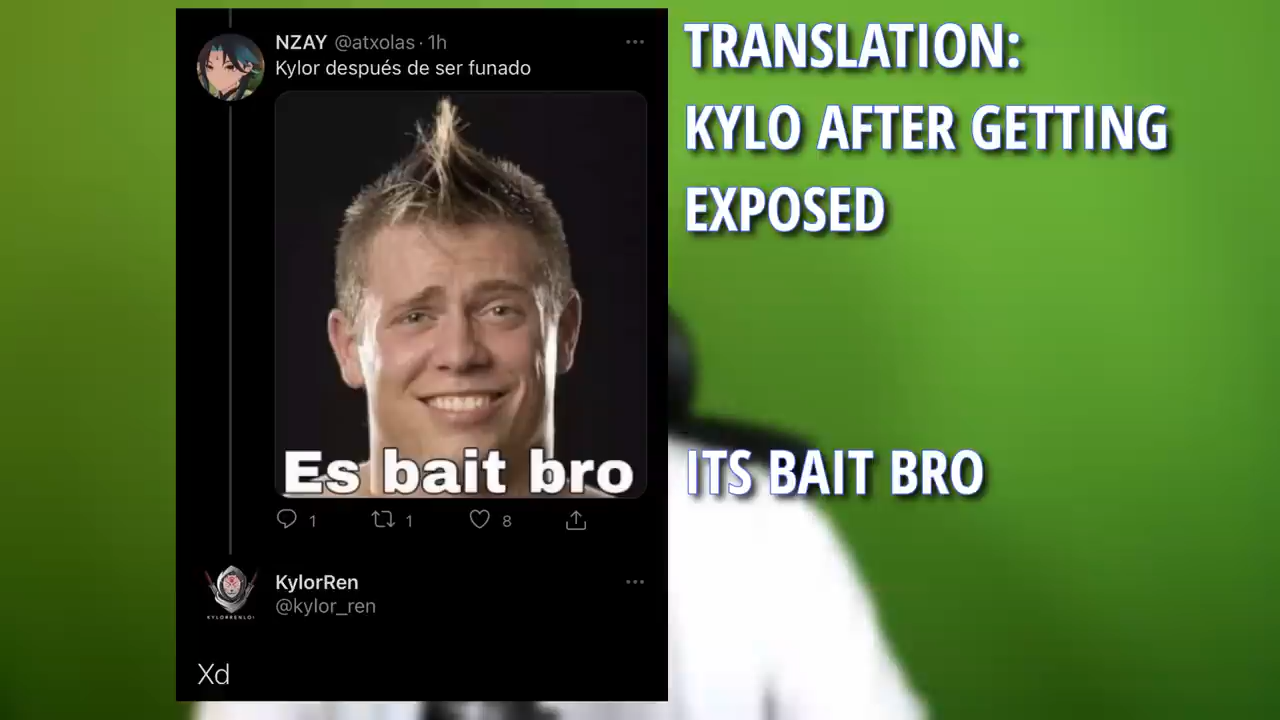 NZAY @atxolas · 1h
Kylor después de ser funado
Es bait bro
1 1 8
KylorRen
@kylor_ren
KYLORRENLOL
Xd
TRANSLATION:
KYLO AFTER GETTING
EXPOSED
ITS BAIT BRO